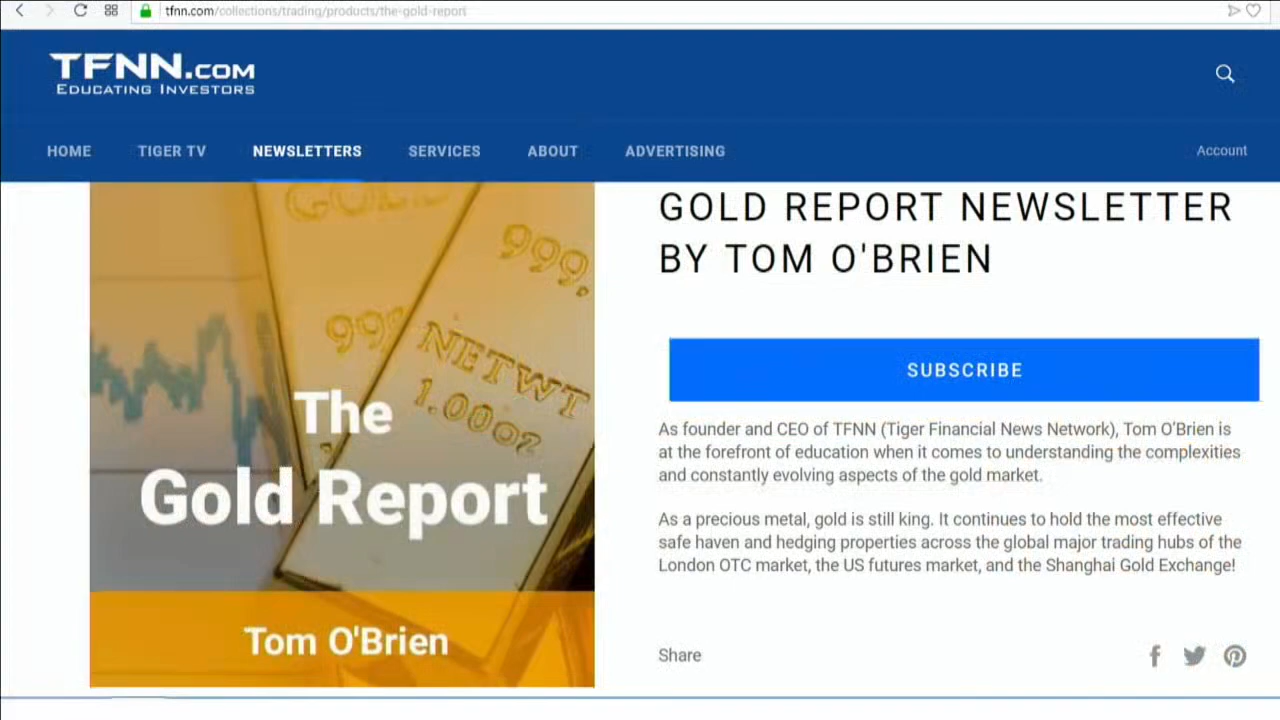 tfnn.com/collections/trading/products/the-gold-report
TFNN.COM
EDUCATING INVESTORS
HOME TIGER TV NEWSLETTERS SERVICES ABOUT ADVERTISING Account
GOLD
999.
999
NETWT
1.00OZ
The
Gold Report
Tom O'Brien
GOLD REPORT NEWSLETTER
BY TOM O'BRIEN
SUBSCRIBE
As founder and CEO of TFNN (Tiger Financial News Network), Tom O'Brien is
at the forefront of education when it comes to understanding the complexities
and constantly evolving aspects of the gold market.
As a precious metal, gold is still king. It continues to hold the most effective
safe haven and hedging properties across the global major trading hubs of the
London OTC market, the US futures market, and the Shanghai Gold Exchange!
Share